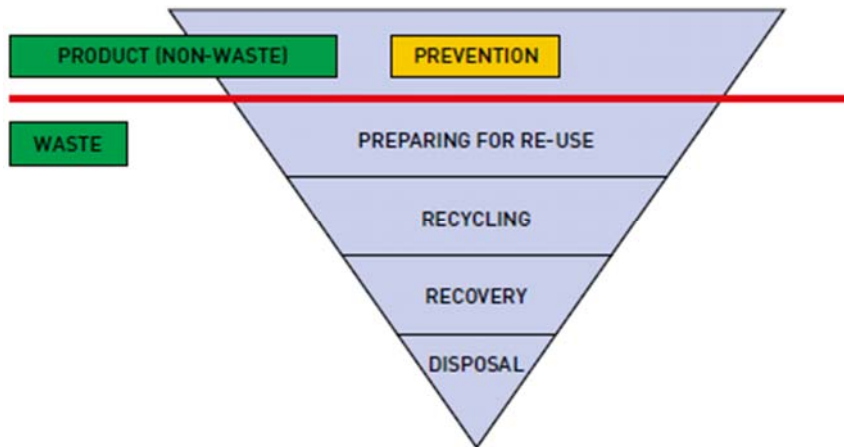 PRODUCT (NON-WASTE)
PREVENTION
WASTE
PREPARING FOR RE-USE
RECYCLING
RECOVERY
DISPOSAL